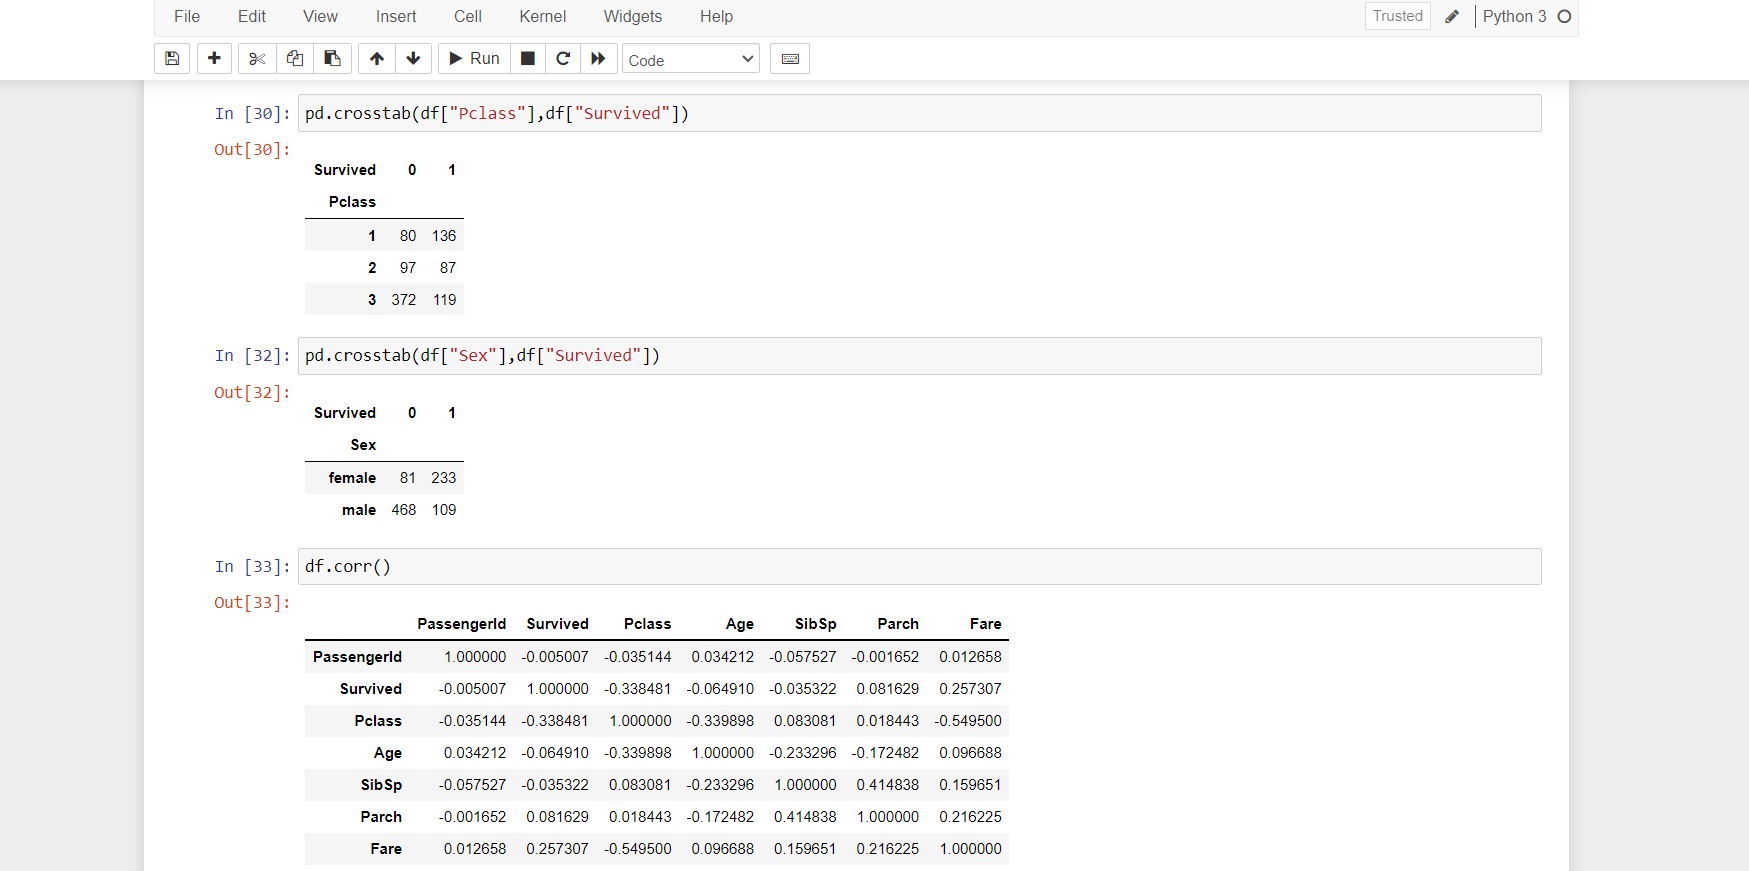 File Edit View Insert Cell Kernel Widgets Help Trusted Python 3
Run Code
In [30]: pd.crosstab(df["Pclass"],df["Survived"])
Out[30]:
Survived 0 1
Pclass
1 80 136
2 97 87
3 372 119
In [32]: pd.crosstab(df["Sex"],df["Survived"])
Out[32]:
Survived 0 1
Sex
female 81 233
male 468 109
In [33]: df.corr()
Out[33]:
PassengerId Survived Pclass Age SibSp Parch Fare
PassengerId 1.000000 -0.005007 -0.035144 0.034212 -0.057527 -0.001652 0.012658
Survived -0.005007 1.000000 -0.338481 -0.064910 -0.035322 0.081629 0.257307
Pclass -0.035144 -0.338481 1.000000 -0.339898 0.083081 0.018443 -0.549500
Age 0.034212 -0.064910 -0.339898 1.000000 -0.233296 -0.172482 0.096688
SibSp -0.057527 -0.035322 0.083081 -0.233296 1.000000 0.414838 0.159651
Parch -0.001652 0.081629 0.018443 -0.172482 0.414838 1.000000 0.216225
Fare 0.012658 0.257307 -0.549500 0.096688 0.159651 0.216225 1.000000